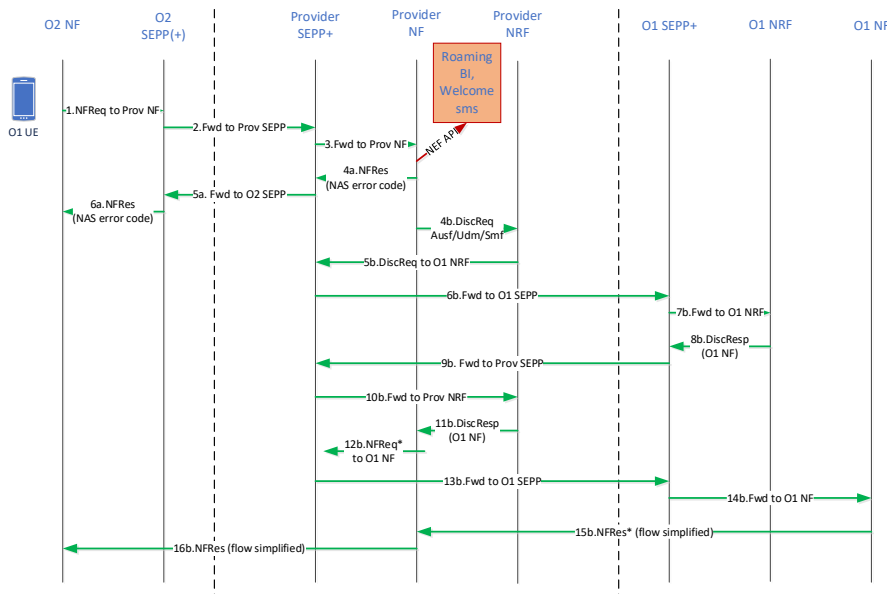 O2 NF
O2
SEPP(+)
Provider
SEPP+
Provider
NF
Provider
NRF
O1 SEPP+
O1 NRF
O1 NF
Roaming
BI,
Welcome
sms
O1 UE
1.NFReq to Prov NF
2.Fwd to Prov SEPP
3.Fwd to Prov NF
NEF API
4a.NFRes
(NAS error code)
5a. Fwd to O2 SEPP
6a.NFRes
(NAS error code)
4b.DiscReq
Ausf/Udm/Smf
5b.DiscReq to O1 NRF
6b.Fwd to O1 SEPP
7b.Fwd to O1 NRF
8b.DiscResp
(O1 NF)
9b. Fwd to Prov SEPP
10b.Fwd to Prov NRF
11b.DiscResp
(O1 NF)
12b.NFReq*
to O1 NF
13b.Fwd to O1 SEPP
14b.Fwd to O1 NF
15b.NFRes* (flow simplified)
16b.NFRes (flow simplified)